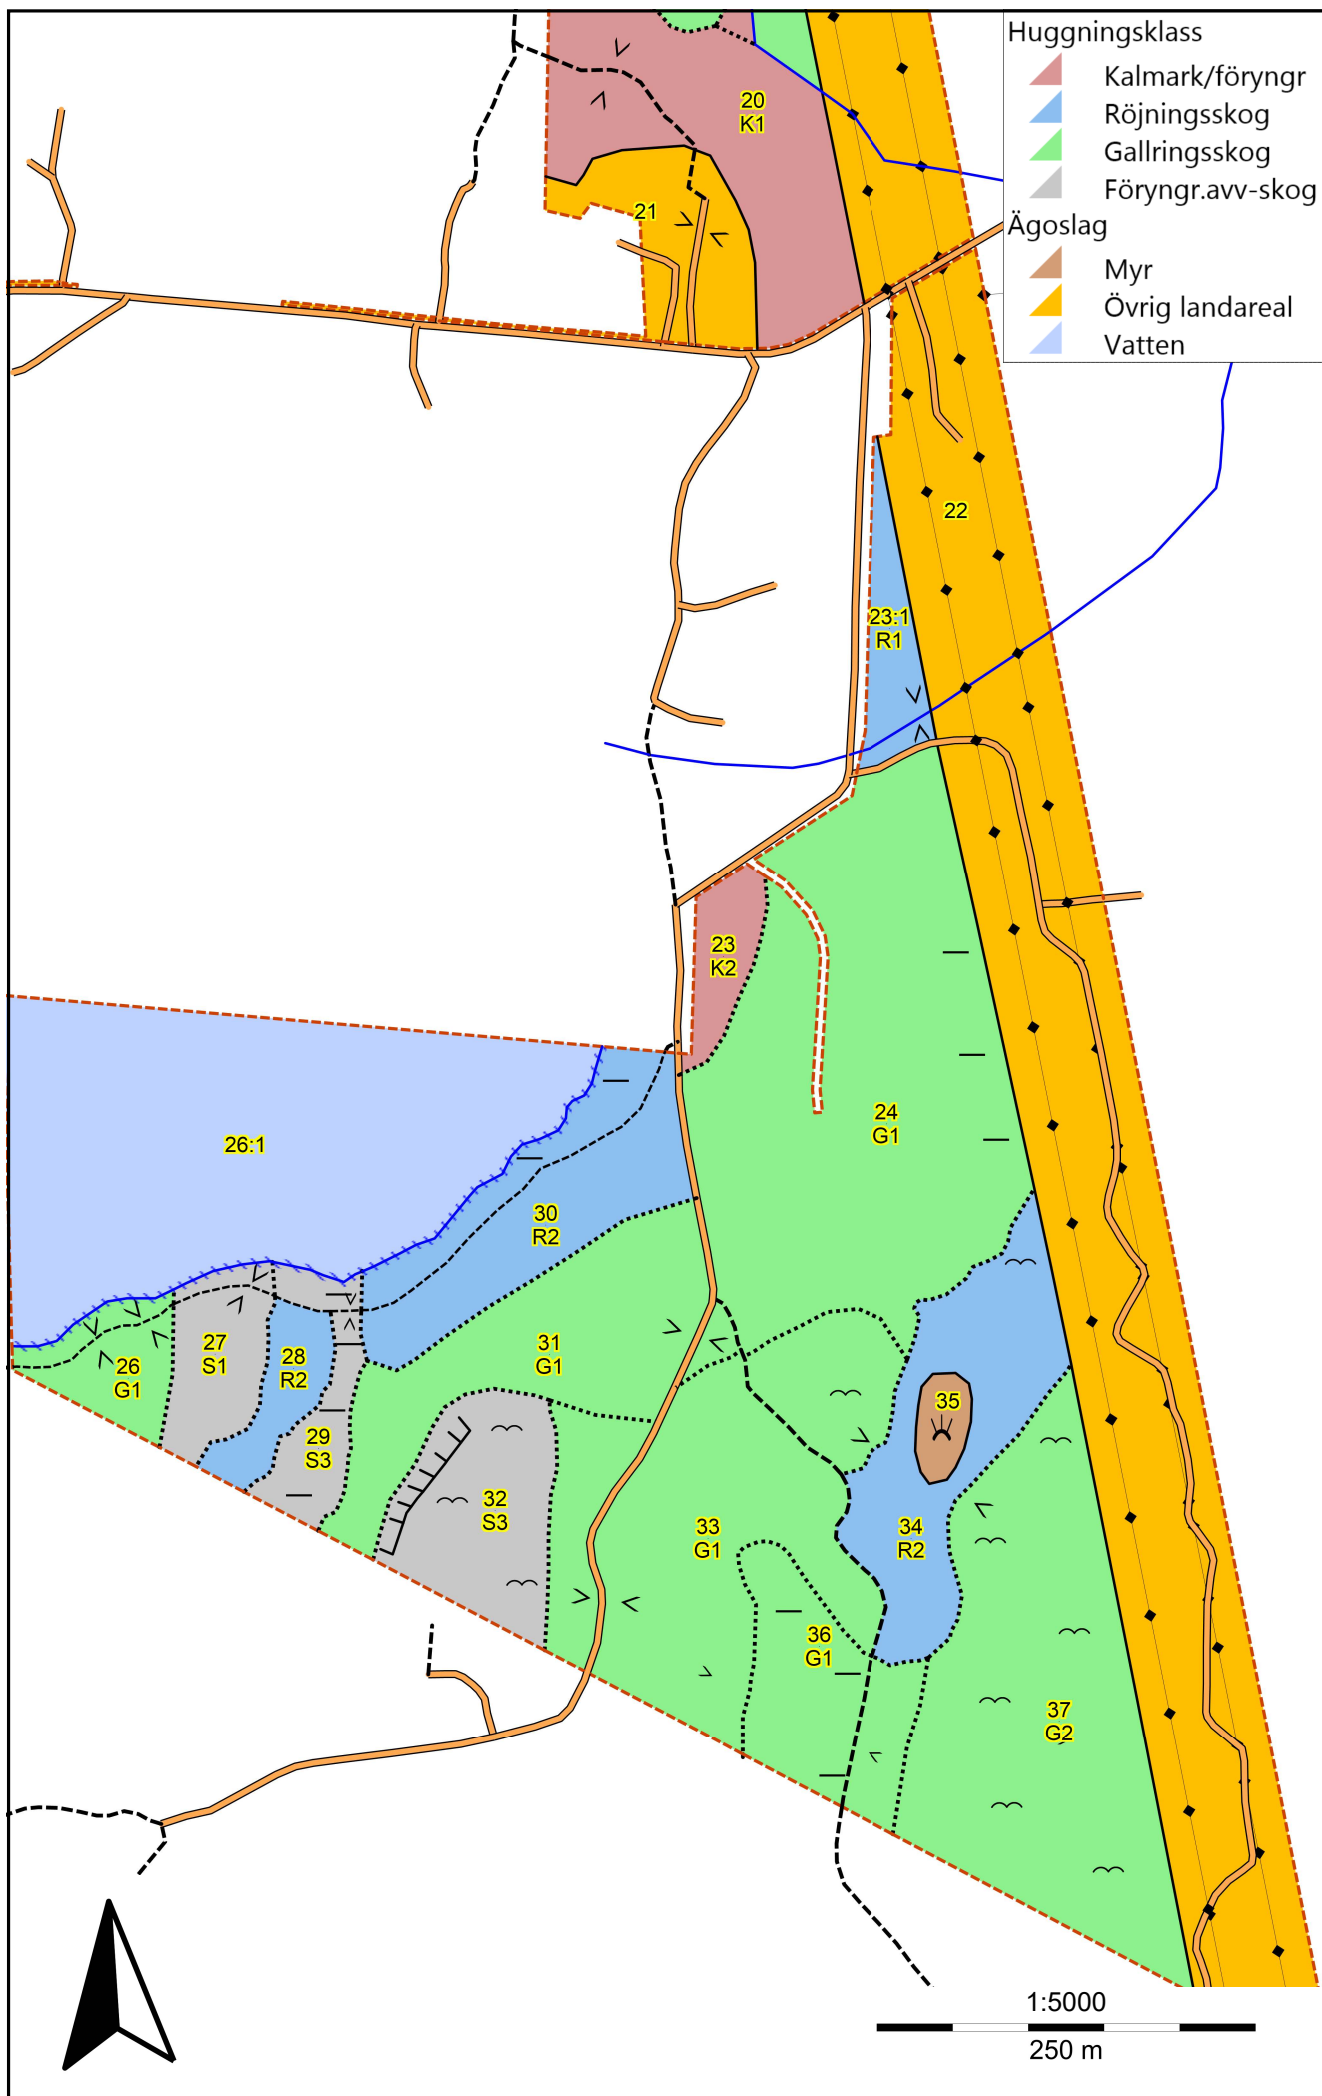 Huggningsklass
Kalmark/föryngr
Röjningsskog
Gallringsskog
Föryngr.avv-skog
Ägoslag
Myr
Övrig landareal
Vatten
20
K1
21
22
23:1
R1
23
K2
24
G1
26:1
30
R2
31
G1
27
S1
28
R2
26
G1
29
S3
35
32
S3
33
G1
34
R2
36
G1
37
G2
1:5000
250 m